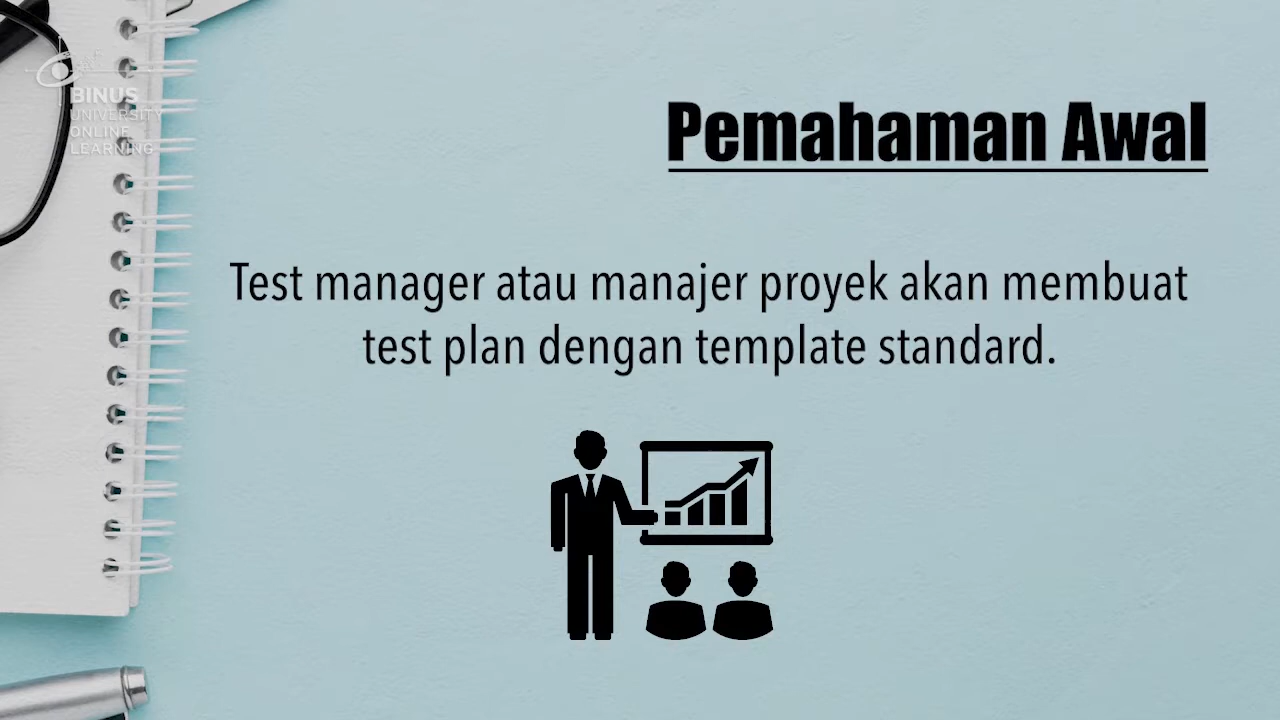 BINUS
UNIVERSITY
ONLINE
LEARNING
Pemahaman Awal
Test manager atau manajer proyek akan membuat
test plan dengan template standard.